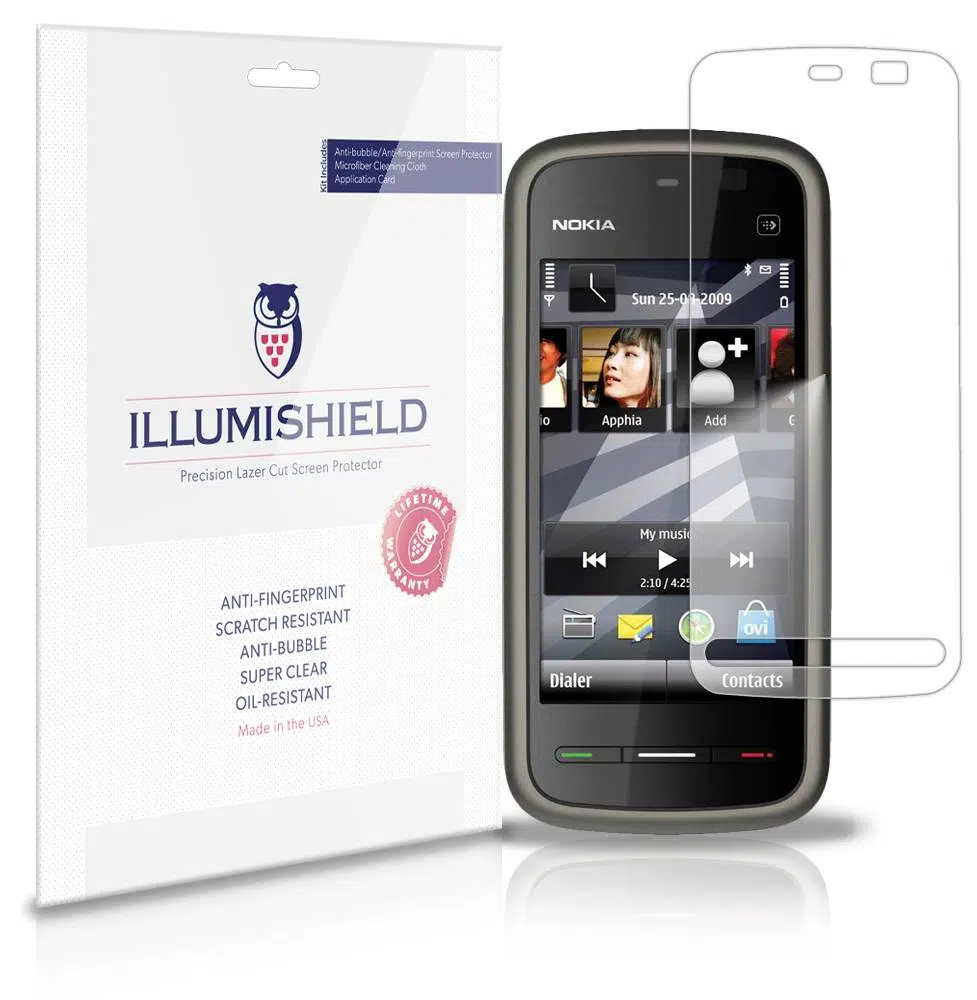 Kit Includes
Anti-bubble/Anti-fingerprint Screen Protector
Microfiber Cleaning Cloth
Application Card
ILLUMISHIELD
Precision Lazer Cut Screen Protector
LIFETIME
WARRANTY
ANTI-FINGERPRINT
SCRATCH RESISTANT
ANTI-BUBBLE
SUPER CLEAR
OIL-RESISTANT
Made in the USA
NOKIA
Sun 25-03-2009
io
Apphia
Add
G
My music
2:10 / 4:25
ovi
Dialer
Contacts